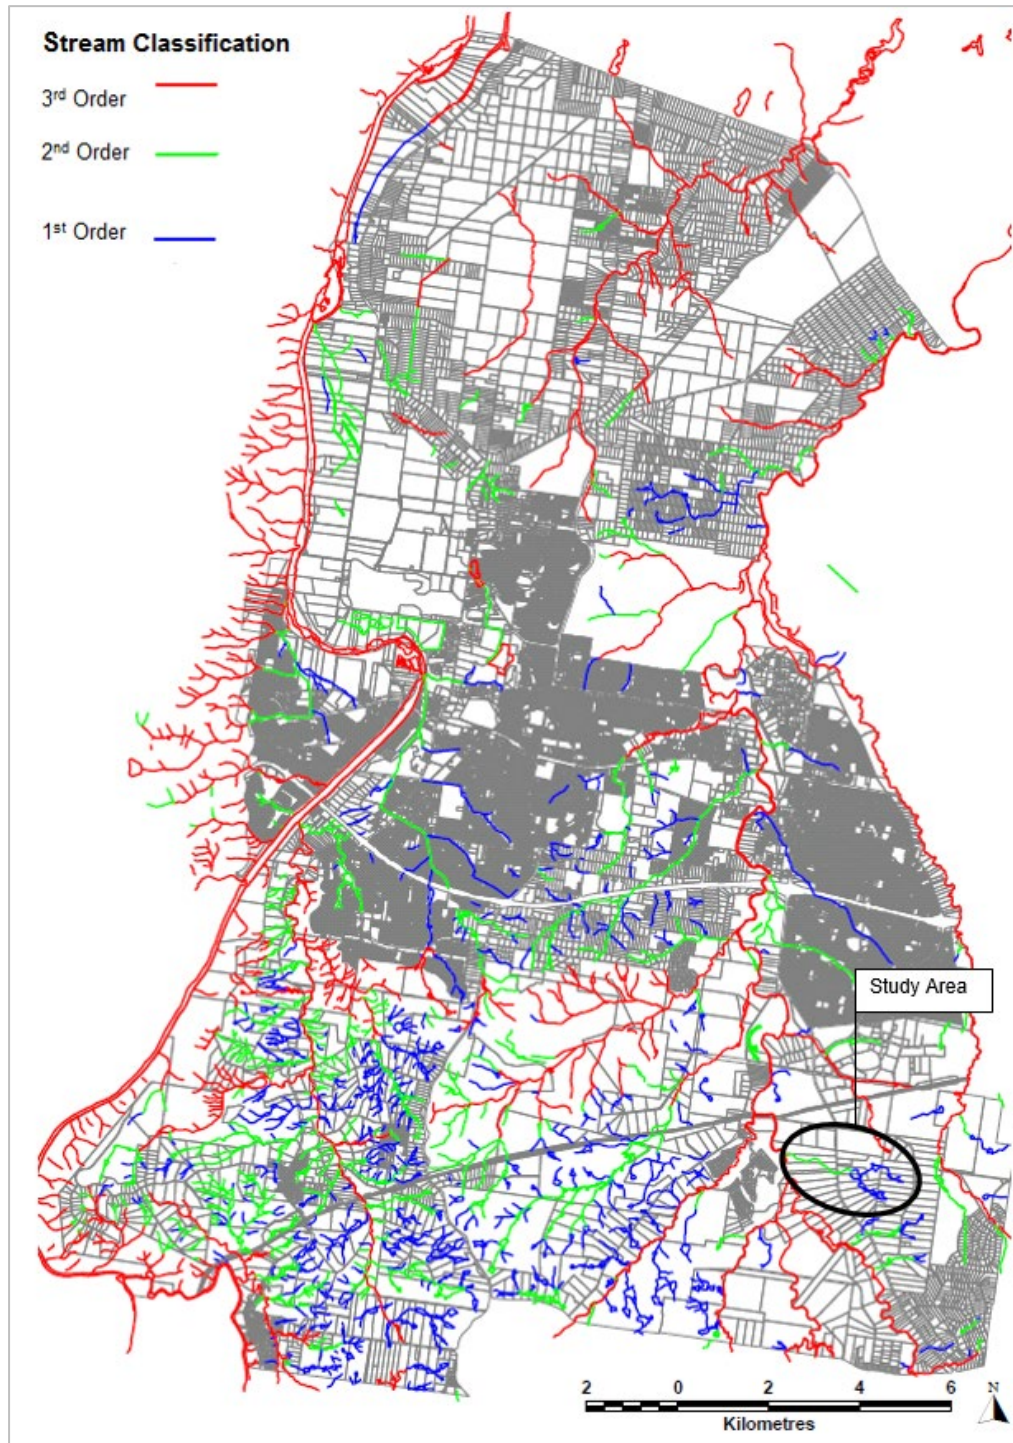 Stream Classification
3rd Order
2nd Order
1st Order
Study Area
2 0 2 4 6
Kilometres
N